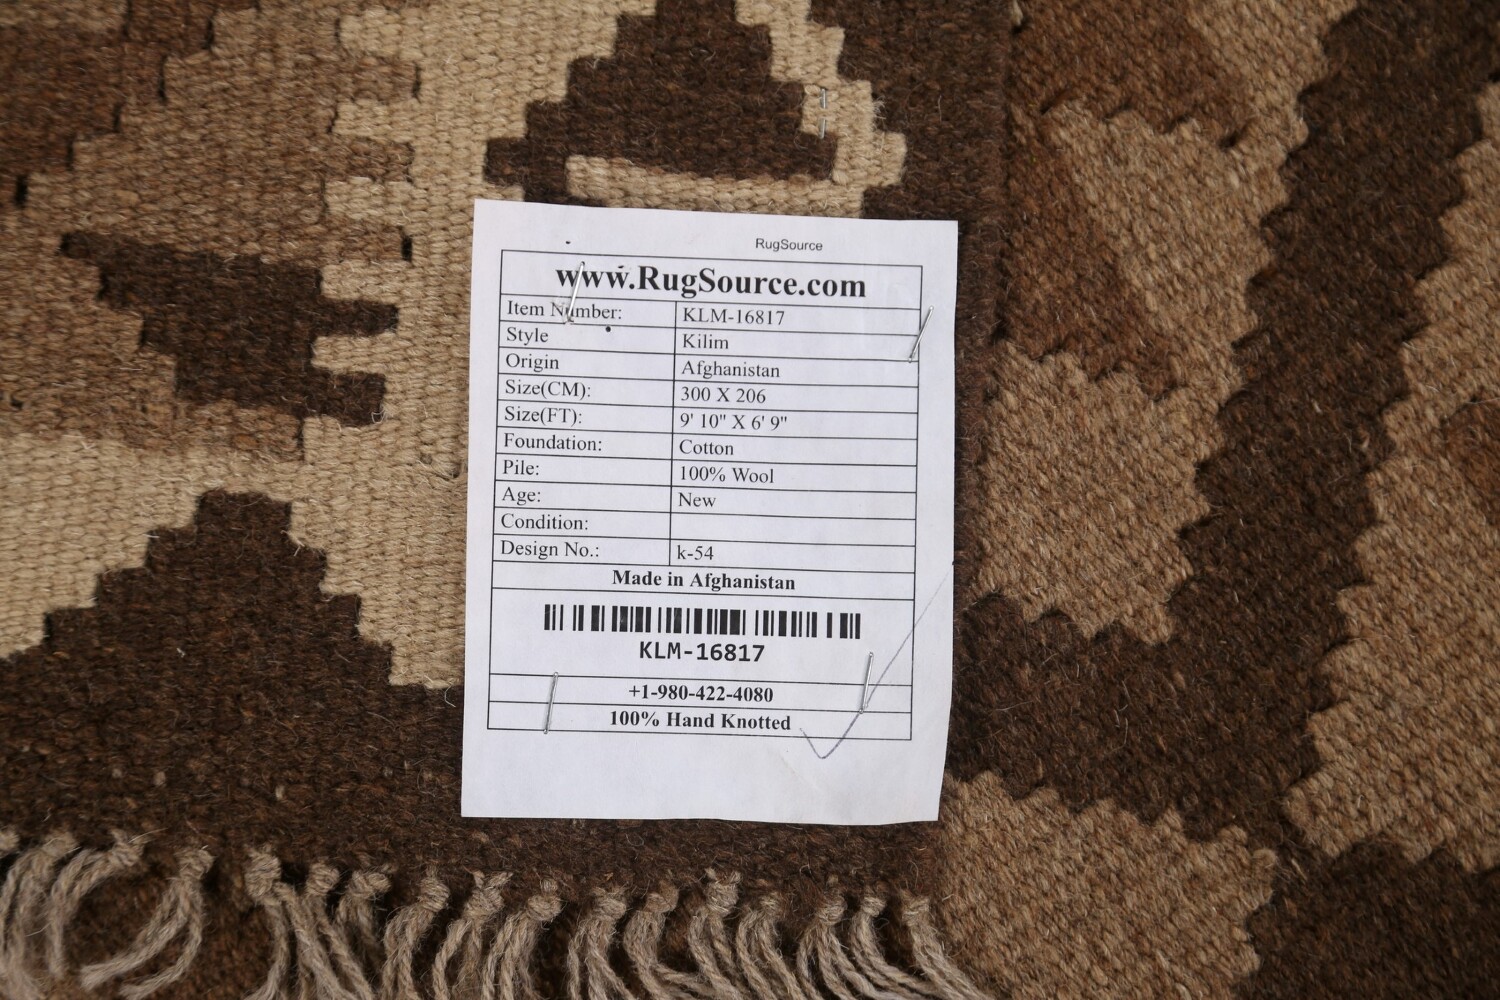 RugSource
www.RugSource.com
Item Number: KLM-16817
Style Kilim
Origin Afghanistan
Size(CM): 300 X 206
Size(FT): 9' 10" X 6' 9"
Foundation: Cotton
Pile: 100% Wool
Age: New
Condition:
Design No.: k-54
Made in Afghanistan
KLM-16817
+1-980-422-4080
100% Hand Knotted